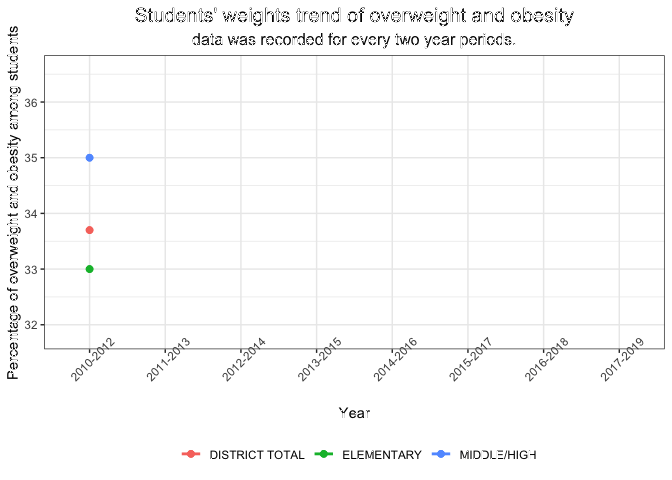 Students' weights trend of overweight and obesity
data was recorded for every two year periods.
Percentage of overweight and obesity among students
36
35
34
33
32
2010-2012 2011-2013 2012-2014 2013-2015 2014-2016 2015-2017 2016-2018 2017-2019
Year
DISTRICT TOTAL ELEMENTARY MIDDLE/HIGH